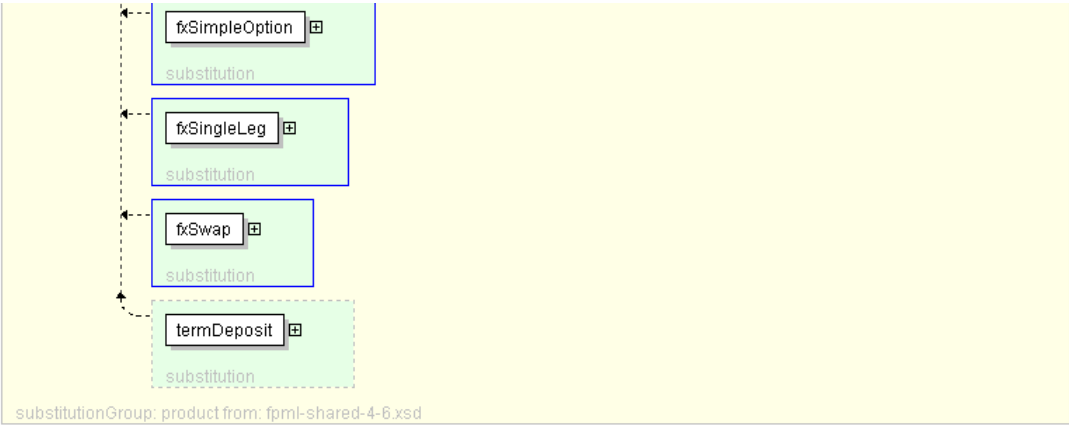 fxSimpleOption
substitution
fxSingleLeg
substitution
fxSwap
substitution
termDeposit
substitution
substitutionGroup: product from: fpml-shared-4-6.xsd